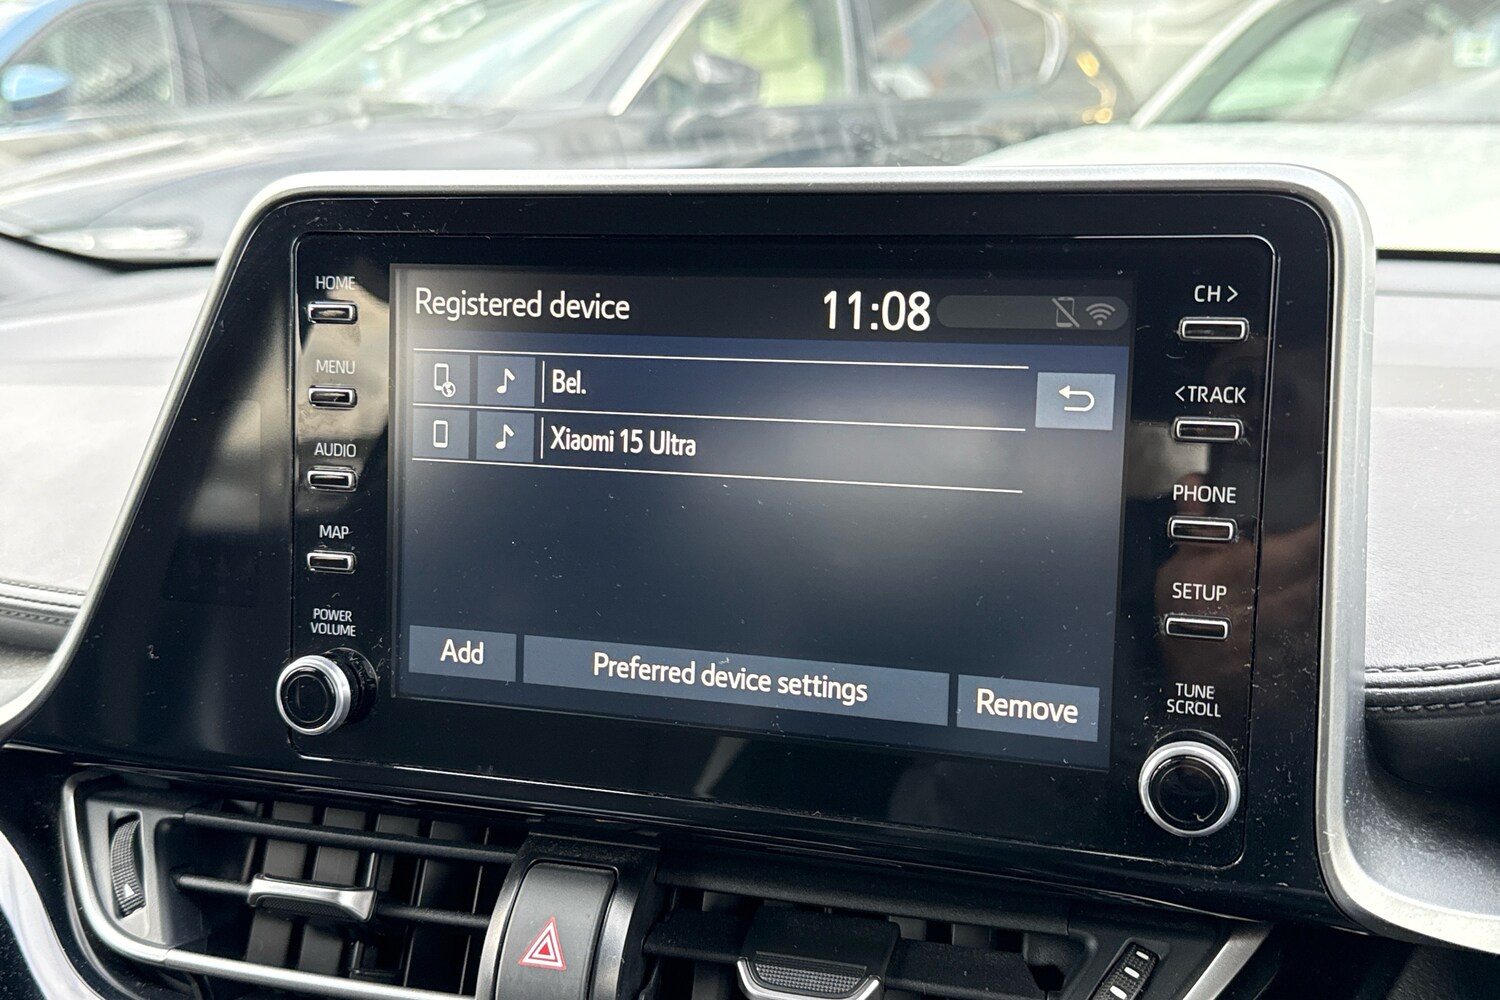 HOME
MENU
AUDIO
MAP
POWER
VOLUME
Registered device
11:08
Bel.
Xiaomi 15 Ultra
Add
Preferred device settings
Remove
CH >
< TRACK
PHONE
SETUP
TUNE
SCROLL